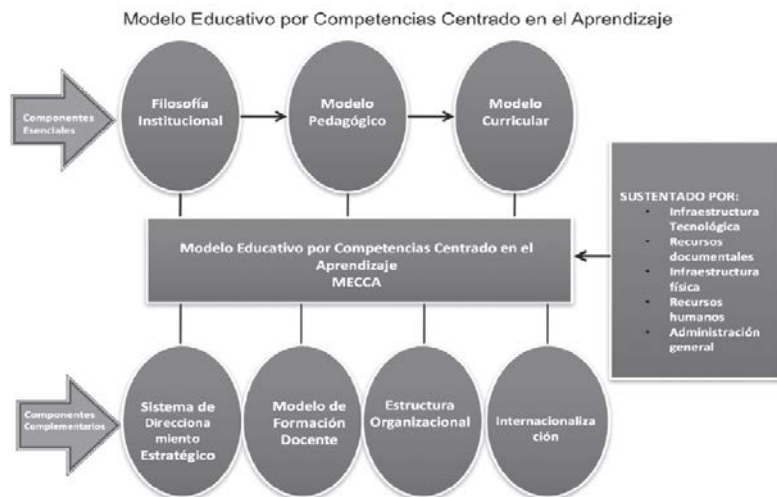 Modelo Educativo por Competencias Centrado en el Aprendizaje
Componentes
Esenciales
Filosofía
Institucional
Modelo
Pedagógico
Modelo
Curricular
SUSTENTADO POR:
• Infraestructura
Tecnológica
• Recursos
documentales
• Infraestructura
física
• Recursos
humanos
• Administración
general
Modelo Educativo por Competencias Centrado en el
Aprendizaje
MECCA
Componentes
Complementarios
Sistema de
Direcciona
miento
Estratégico
Modelo de
Formación
Docente
Estructura
Organizacional
Internacionaliza
ción